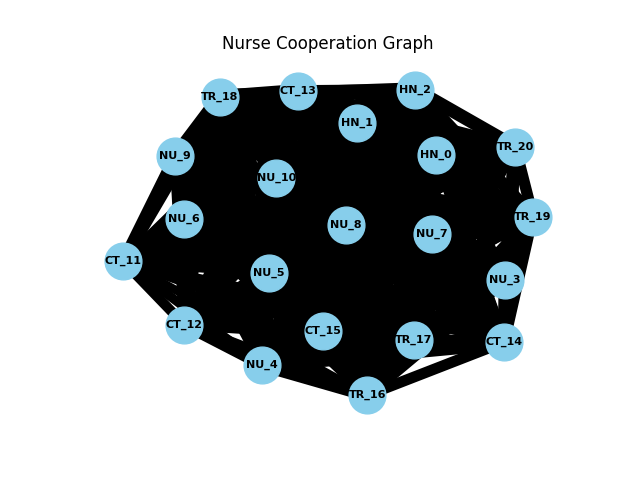 Nurse Cooperation Graph
HN_2
CT_13
TR_18
HN_1
TR_20
HN_0
NU_9
NU_10
TR_19
NU_6
NU_8
NU_7
CT_11
NU_5
NU_3
CT_12
CT_15
TR_17
CT_14
NU_4
TR_16